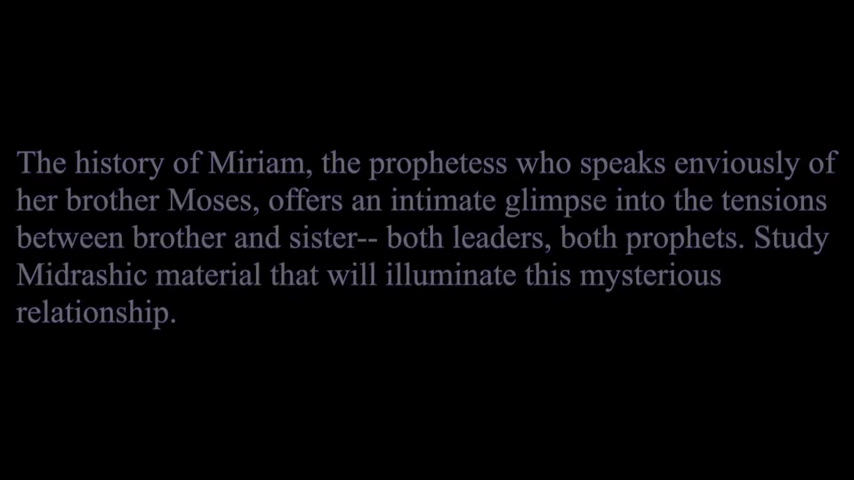 The history of Miriam, the prophetess who speaks enviously of
her brother Moses, offers an intimate glimpse into the tensions
between brother and sister-- both leaders, both prophets. Study
Midrashic material that will illuminate this mysterious
relationship.